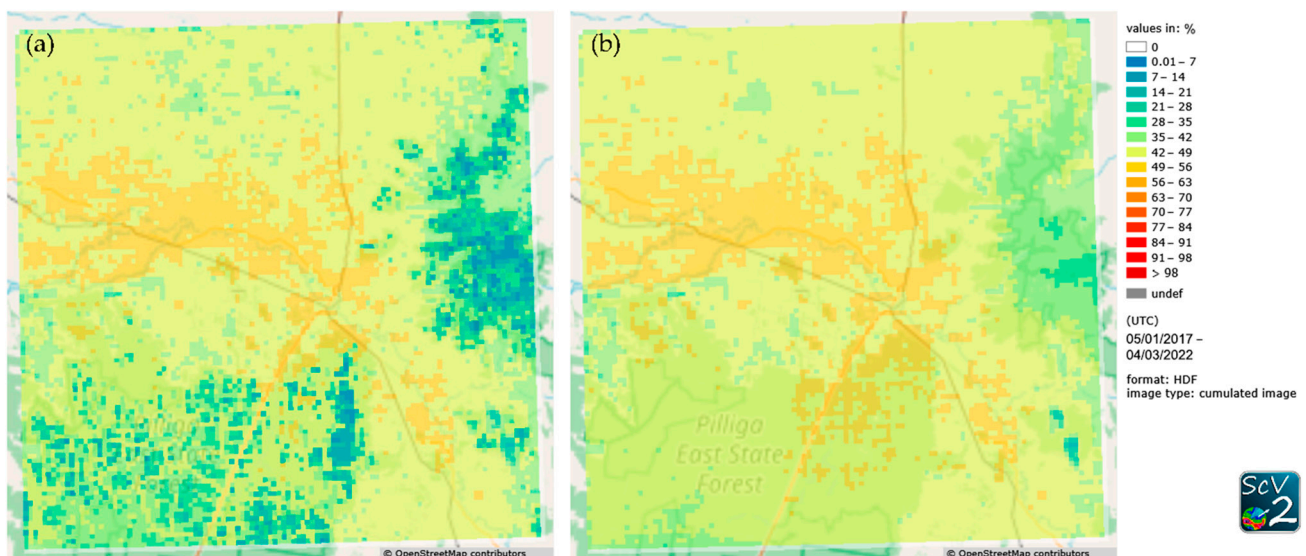 (a)
Pilliga
Forest
© OpenStreetMap contributors
(b)
Pilliga
East State
Forest
© OpenStreetMap contributors
values in: %
0
0.01 – 7
7 – 14
14 – 21
21 – 28
28 – 35
35 – 42
42 – 49
49 – 56
56 – 63
63 – 70
70 – 77
77 – 84
84 – 91
91 – 98
> 98
undef
(UTC)
05/01/2017 –
04/03/2022
format: HDF
image type: cumulated image
ScV
2